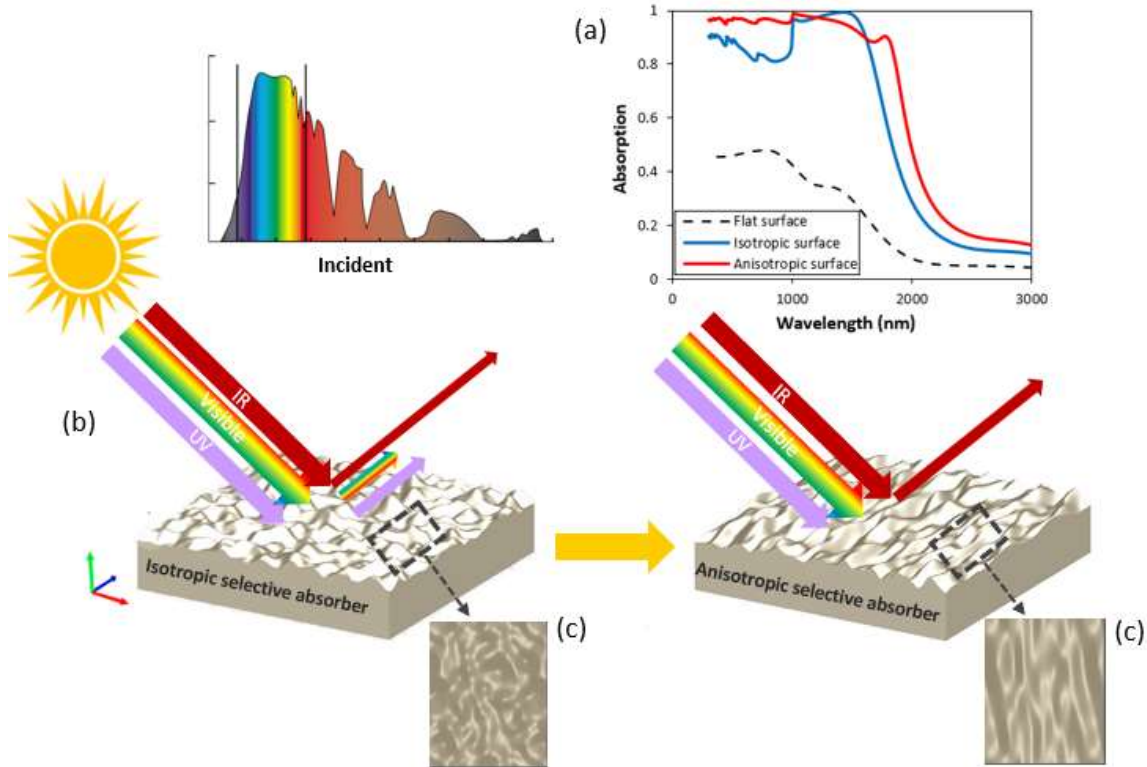 (a)
1
0.8
0.6
0.4
0.2
0
Absorption
Flat surface
Isotropic surface
Anisotropic surface
0 1000 2000 3000
Wavelength (nm)
Incident
(b)
IR
Visible
UV
IR
Visible
UV
Isotropic selective absorber
Anisotropic selective absorber
(c)
(c)